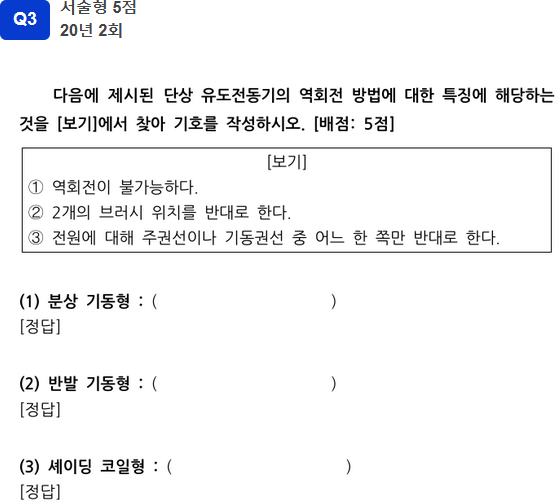 Q3
서술형 5점
20년 2회
다음에 제시된 단상 유도전동기의 역회전 방법에 대한 특징에 해당하는
것을 [보기]에서 찾아 기호를 작성하시오. [배점: 5점]
[보기]
① 역회전이 불가능하다.
② 2개의 브러시 위치를 반대로 한다.
③ 전원에 대해 주권선이나 기동권선 중 어느 한 쪽만 반대로 한다.
(1) 분상 기동형 : ( )
[정답]
(2) 반발 기동형 : ( )
[정답]
(3) 셰이딩 코일형 : ( )
[정답]